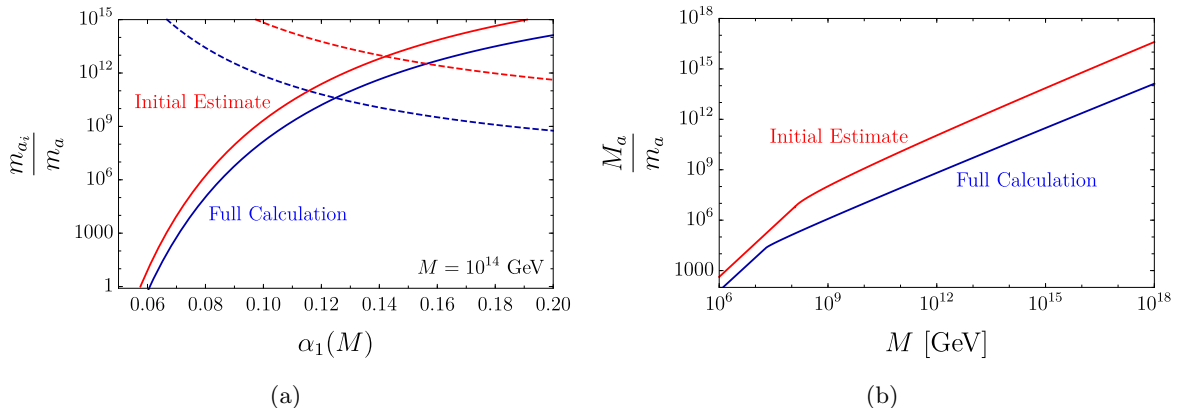 10^15
10^12
10^9
10^6
1000
1
m_{a_i}
m_a
Initial Estimate
Full Calculation
M = 10^14 GeV
0.06 0.08 0.10 0.12 0.14 0.16 0.18 0.20
α_1(M)
(a)
10^18
10^15
10^12
10^9
10^6
1000
M_a
m_a
Initial Estimate
Full Calculation
10^6 10^9 10^12 10^15 10^18
M [GeV]
(b)